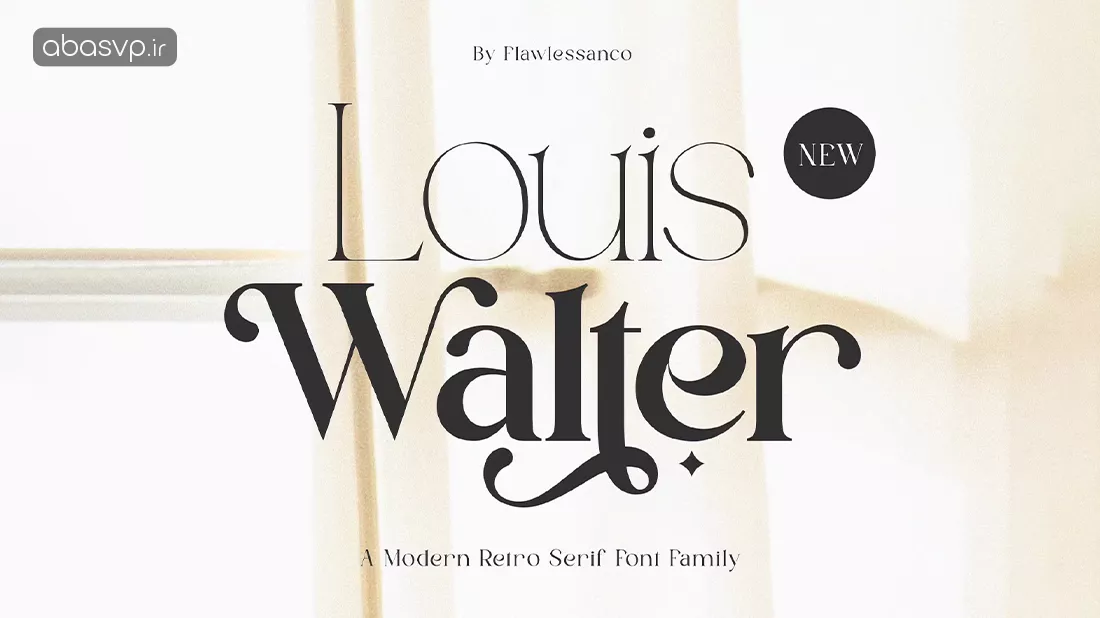 abasvp.ir
By Flawlessanco
Louis
NEW
Walter
A Modern Retro Serif Font Family